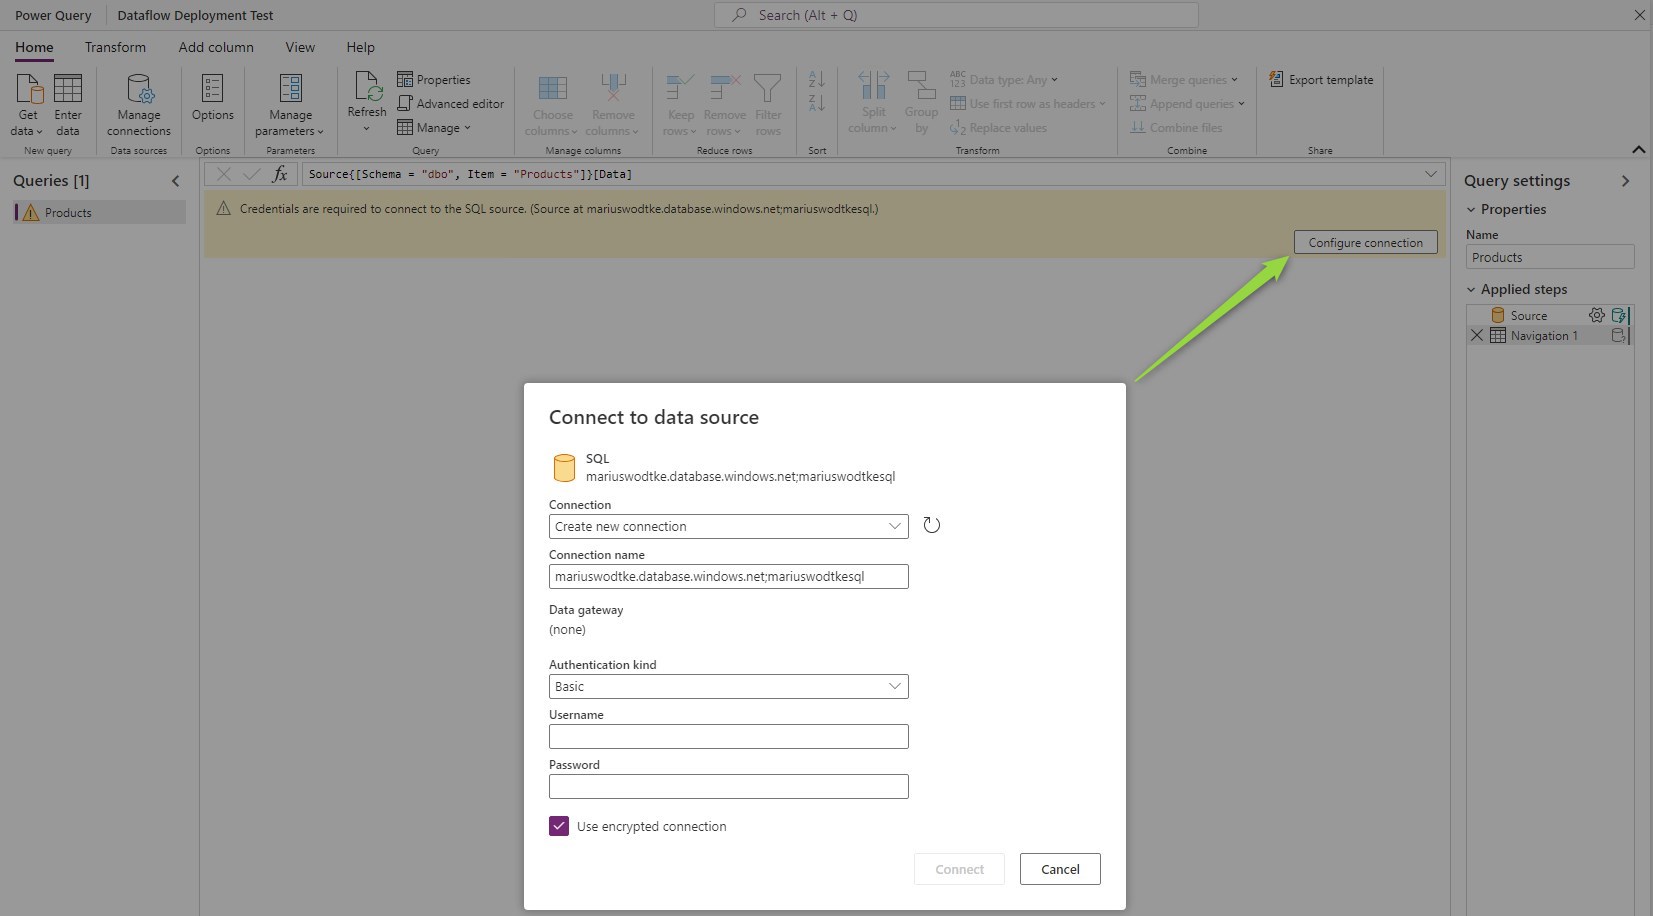 Power Query
Dataflow Deployment Test
Search (Alt + Q)
Home Transform Add column View Help
Get data
Enter data
New query
Manage connections
Data sources
Options
Options
Manage parameters
Parameters
Refresh
Properties
Advanced editor
Manage
Query
Choose columns
Remove columns
Manage columns
Keep rows
Remove rows
Filter rows
Reduce rows
A
Z
Z
A
Sort
Split column
Group by
ABC
123
Data type: Any
Use first row as headers
1
2
Replace values
Transform
Merge queries
Append queries
Combine files
Combine
Export template
Share
Queries [1]
Products
fx
Source{[Schema = "dbo", Item = "Products"]}[Data]
Credentials are required to connect to the SQL source. (Source at mariuswodtke.database.windows.net;mariuswodtkesql.)
Configure connection
Query settings
Properties
Name
Products
Applied steps
Source
Navigation 1
Connect to data source
SQL
mariuswodtke.database.windows.net;mariuswodtkesql
Connection
Create new connection
Connection name
mariuswodtke.database.windows.net;mariuswodtkesql
Data gateway
(none)
Authentication kind
Basic
Username
Password
Use encrypted connection
Connect
Cancel